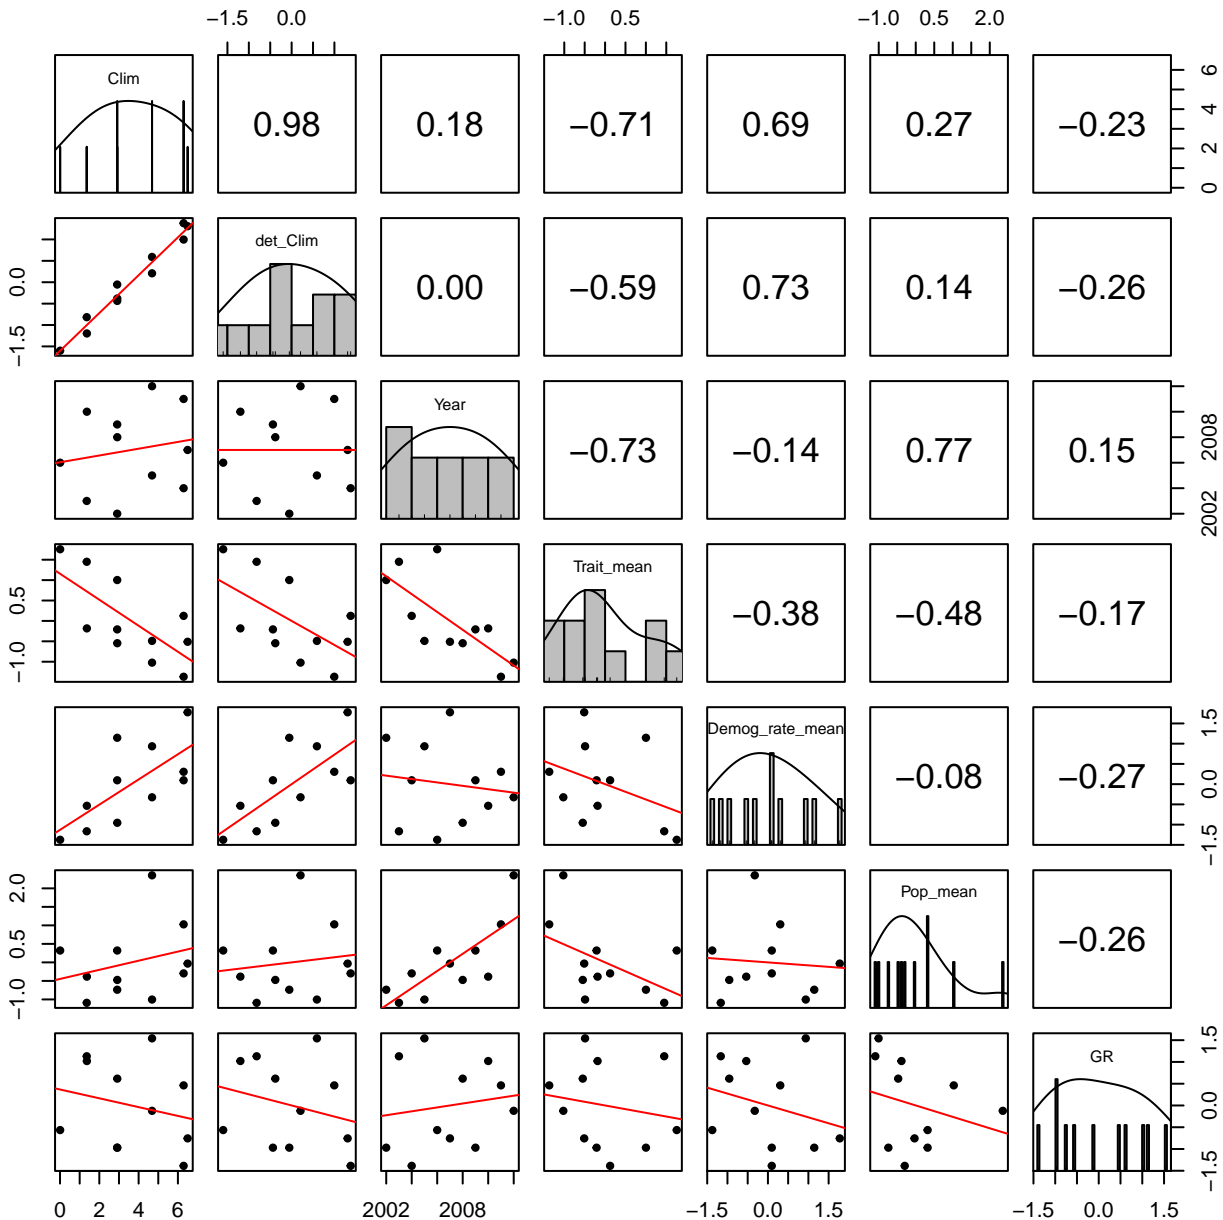 −1.5 0.0 −1.0 0.5 −1.0 0.5 2.0
Clim 0.98 0.18 −0.71 0.69 0.27 −0.23 0 2 4 6
−1.5 0.0 det_Clim 0.00 −0.59 0.73 0.14 −0.26
Year −0.73 −0.14 0.77 0.15 2002 2008
−1.0 0.5 Trait_mean −0.38 −0.48 −0.17
Demog_rate_mean −0.08 −0.27 −1.5 0.0 1.5
−1.0 0.5 2.0 Pop_mean −0.26
GR −1.5 0.0 1.5
0 2 4 6 2002 2008 −1.5 0.0 1.5 −1.5 0.0 1.5